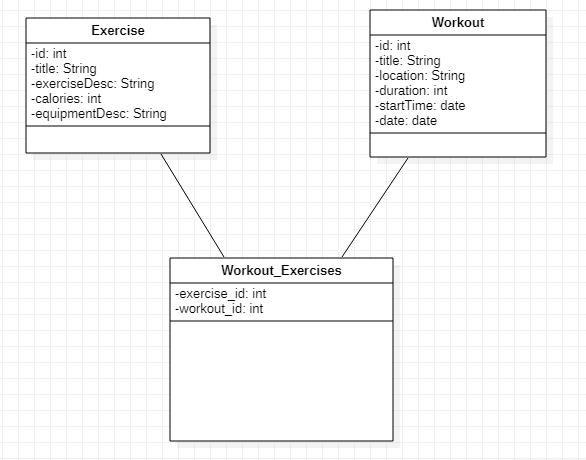 Exercise
-id: int
-title: String
-exerciseDesc: String
-calories: int
-equipmentDesc: String
Workout
-id: int
-title: String
-location: String
-duration: int
-startTime: date
-date: date
Workout_Exercises
-exercise_id: int
-workout_id: int